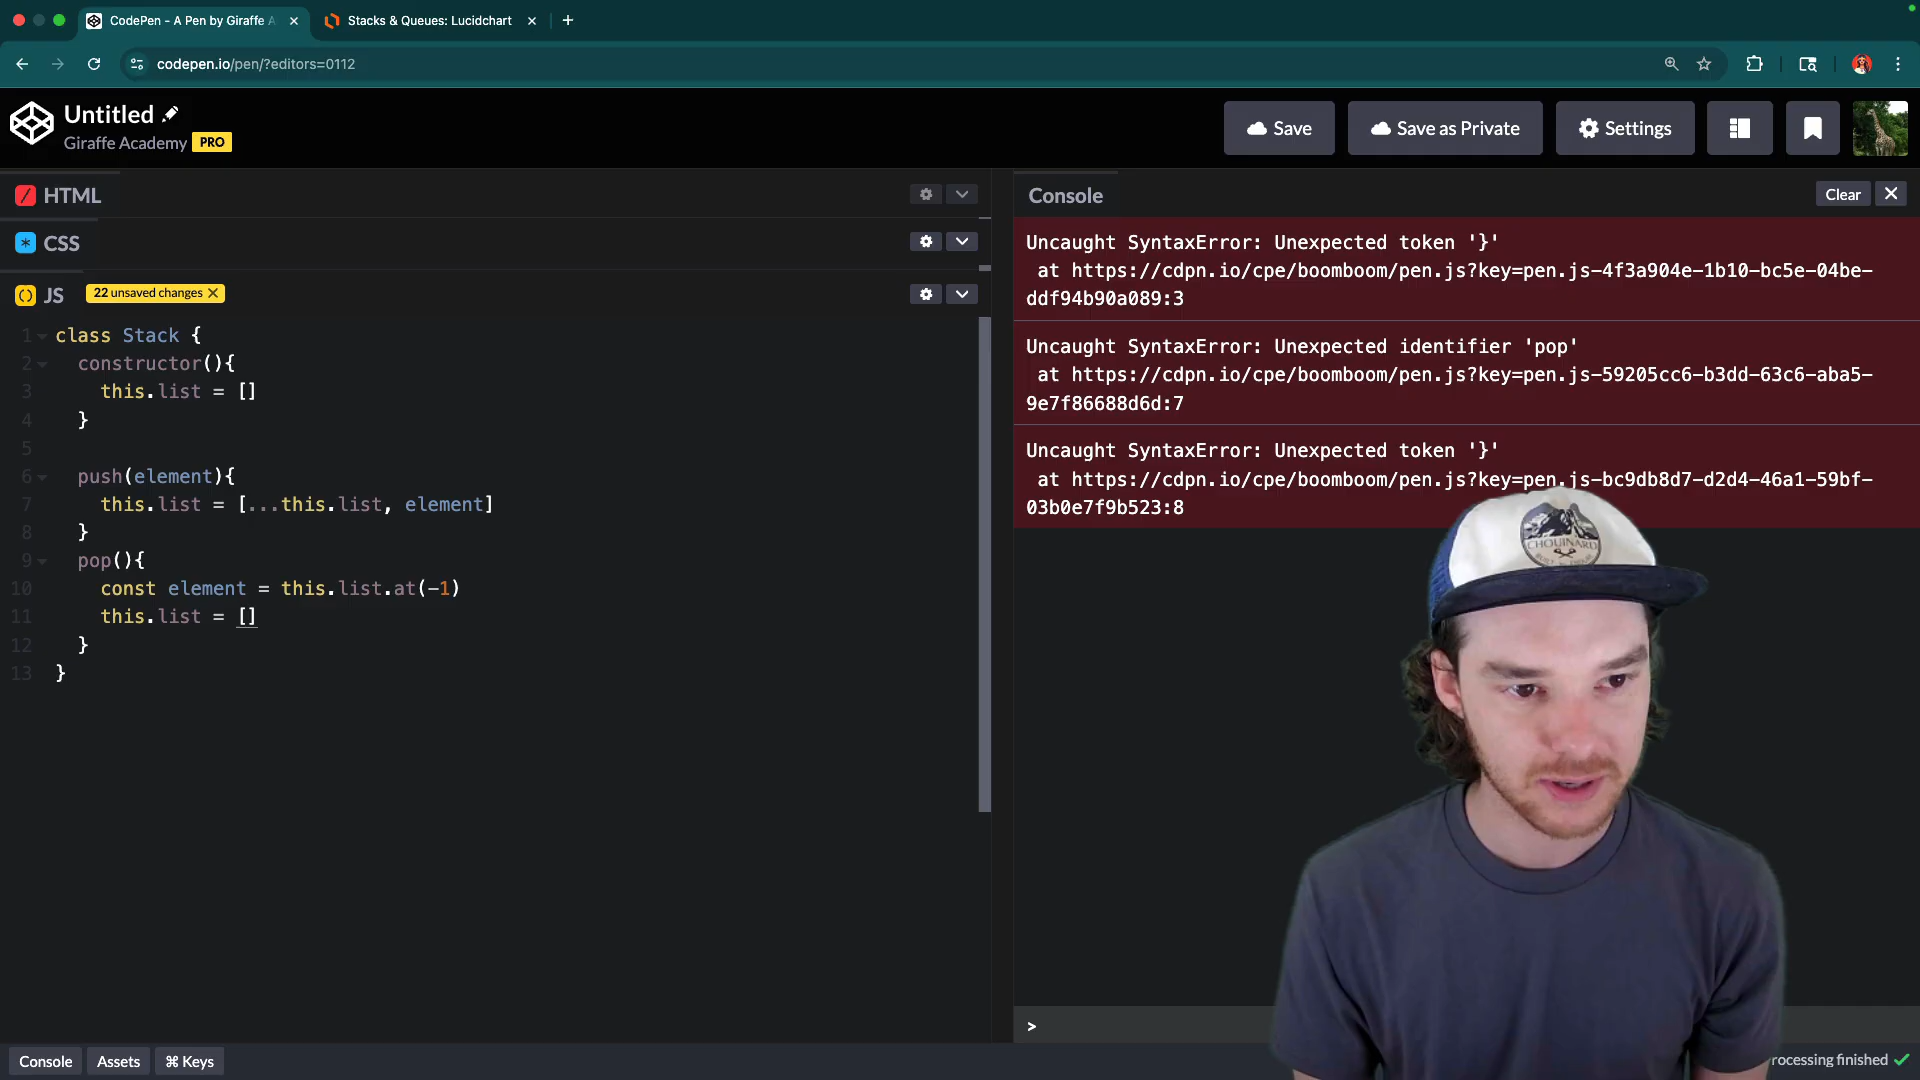 CodePen - A Pen by Giraffe A
Stacks & Queues: Lucidchart
codepen.io/pen/?editors=0112
Untitled
Giraffe Academy PRO
Save
Save as Private
Settings
HTML
CSS
JS
22 unsaved changes
1 class Stack {
2 constructor(){
3 this.list = []
4 }
5
6 push(element){
7 this.list = [...this.list, element]
8 }
9 pop(){
10 const element = this.list.at(-1)
11 this.list = []
12 }
13 }
Console
Clear
Uncaught SyntaxError: Unexpected token '}'
at https://cdpn.io/cpe/boomboom/pen.js?key=pen.js-4f3a904e-1b10-bc5e-04be-
ddf94b90a089:3
Uncaught SyntaxError: Unexpected identifier 'pop'
at https://cdpn.io/cpe/boomboom/pen.js?key=pen.js-59205cc6-b3dd-63c6-aba5-
9e7f86688d6d:7
Uncaught SyntaxError: Unexpected token '}'
at https://cdpn.io/cpe/boomboom/pen.js?key=pen.js-bc9db8d7-d2d4-46a1-59bf-
03b0e7f9b523:8
CHOUINARD
>
Console
Assets
⌘ Keys
rocessing finished